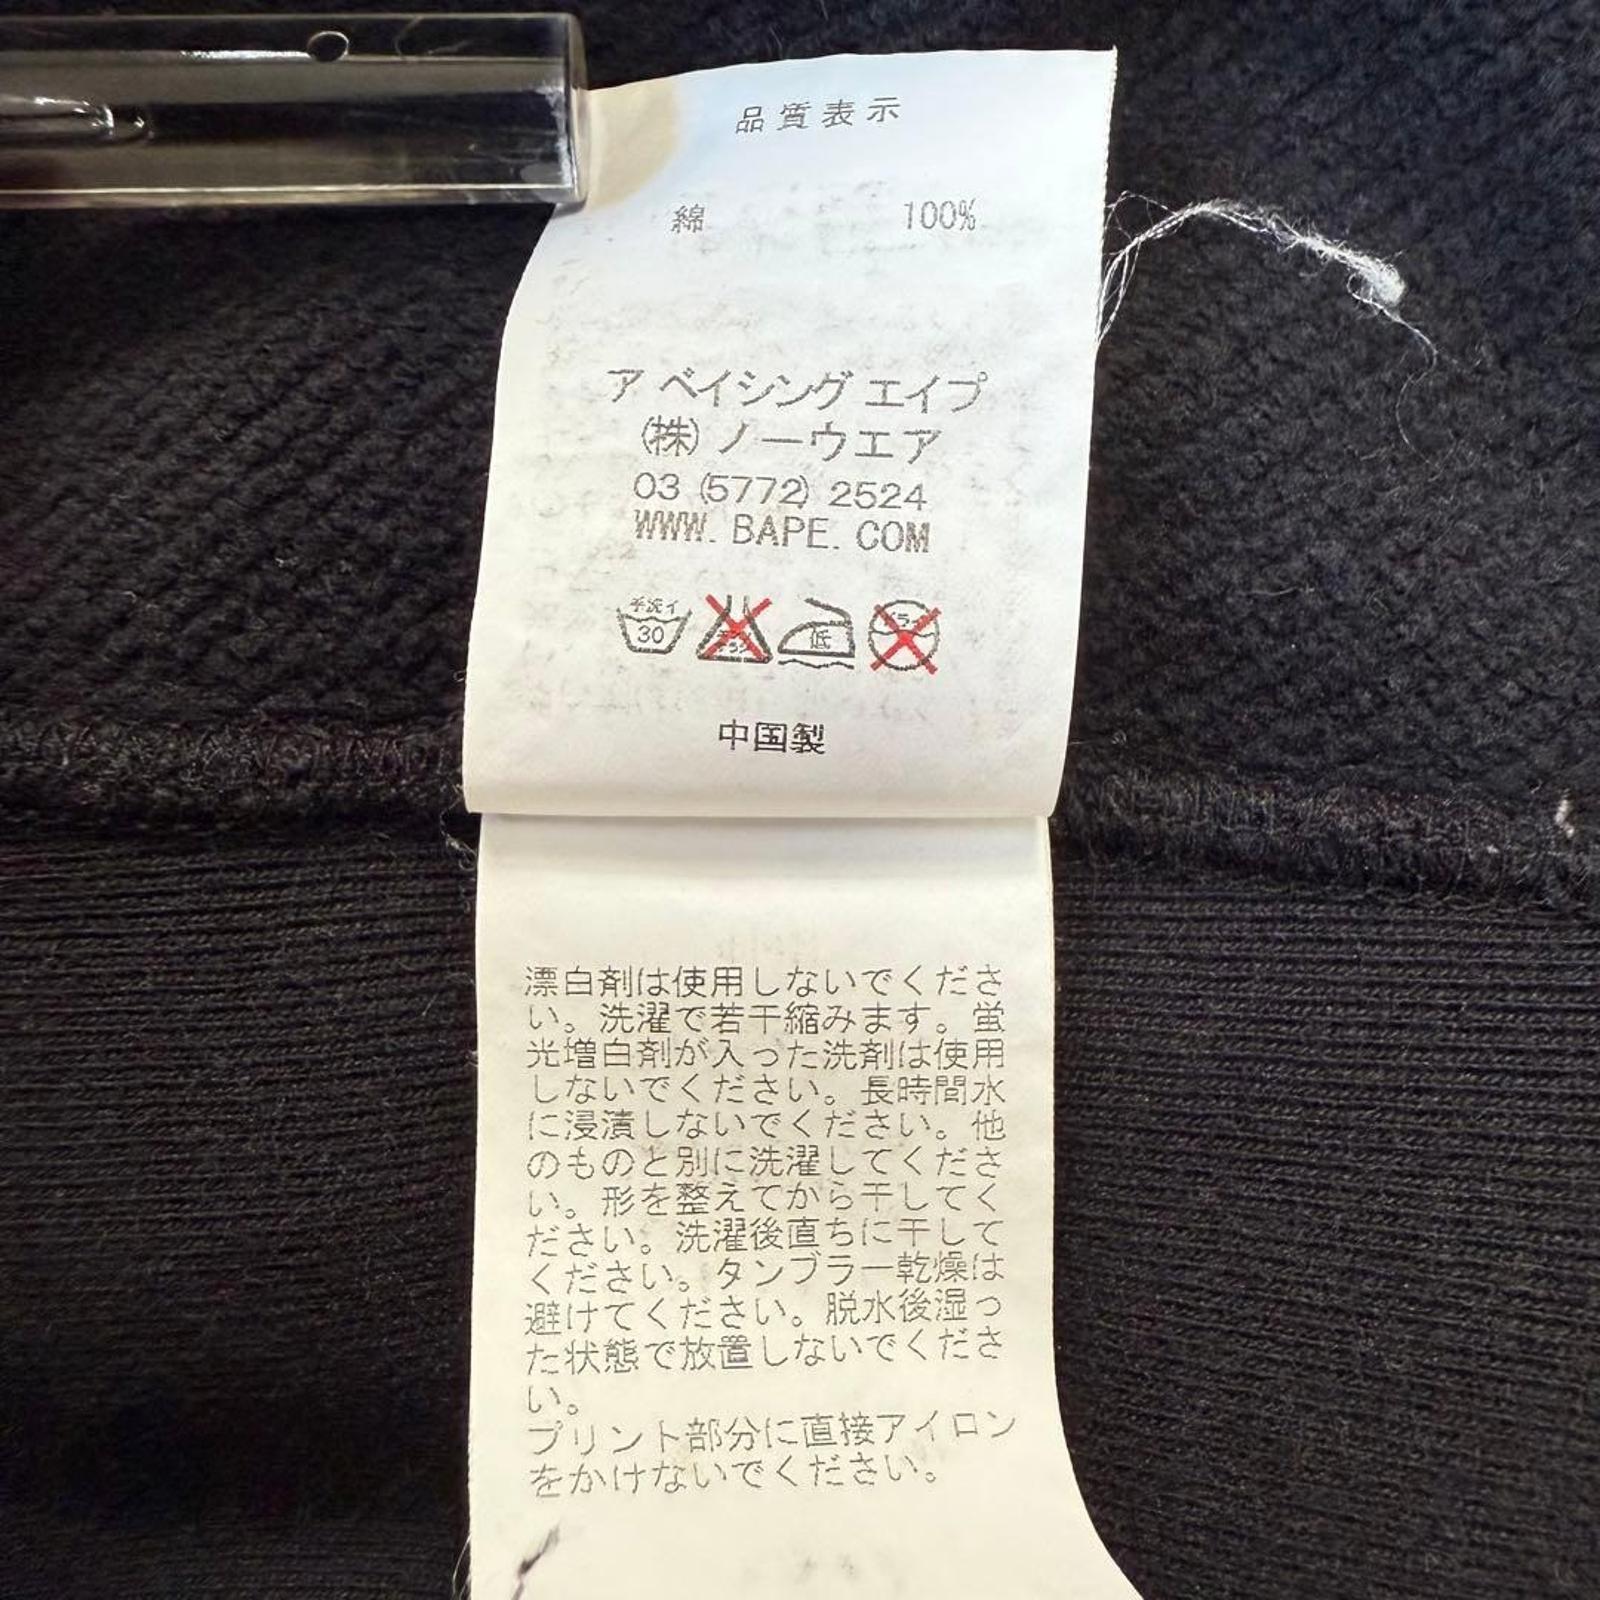 品質表示
綿 100%
ア ベイシング エイプ
㈱ノーウエア
03 (5772) 2524
WWW. BAPE. COM
手洗イ
30
低
中国製
漂白剤は使用しないでくださ
い。洗濯で若干縮みます。蛍
光増白剤が入った洗剤は使用
しないでください。長時間水
に浸漬しないでください。他
のものと別に洗濯してくださ
い。形を整えてから干してく
ださい。洗濯後直ちに干して
ください。タンブラー乾燥は
避けてください。脱水後湿っ
た状態で放置しないでくださ
い。
プリント部分に直接アイロン
をかけないでください。